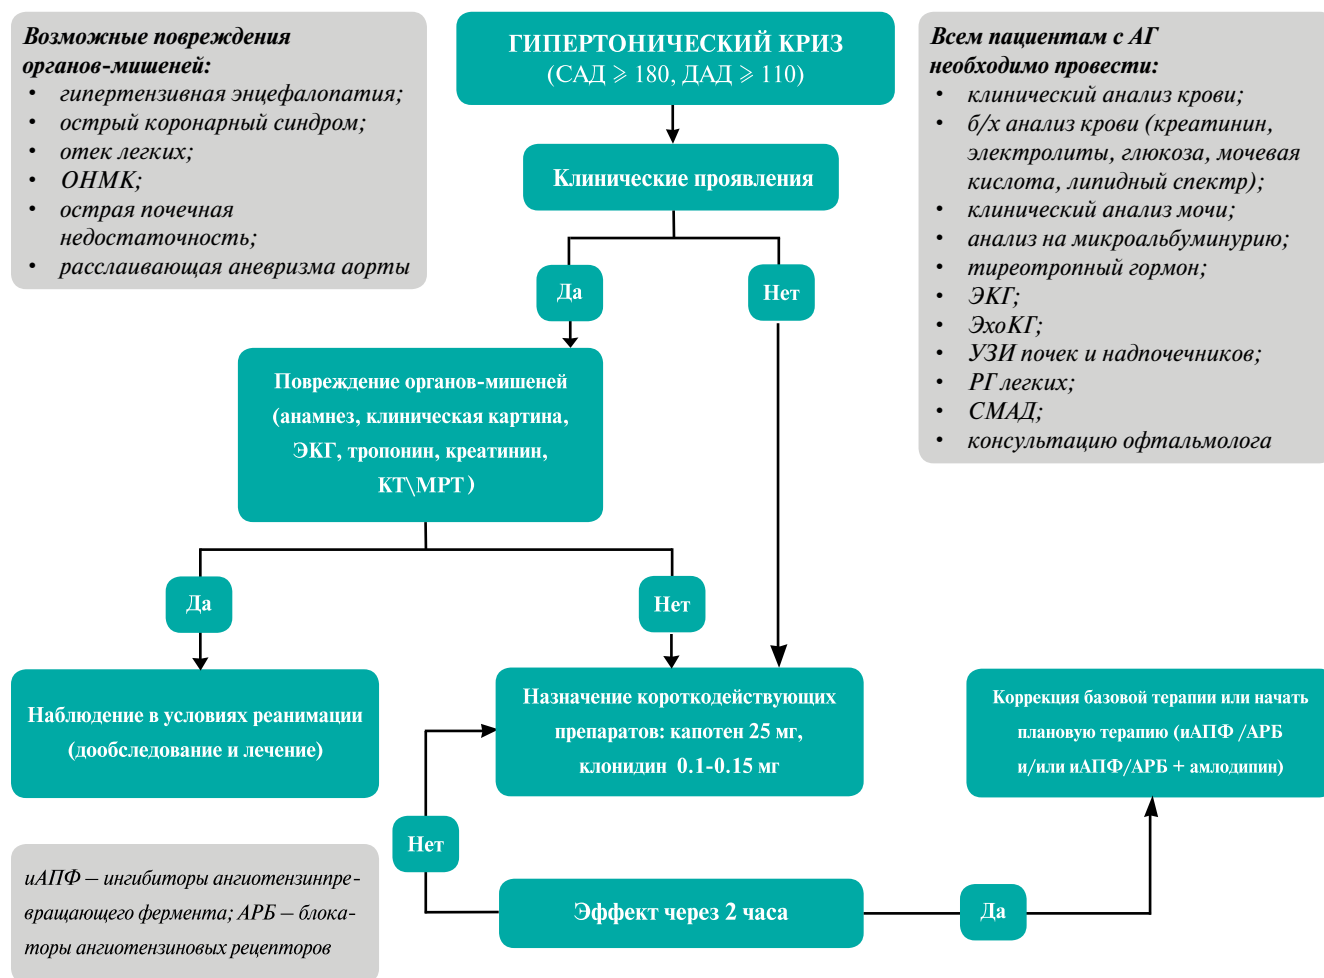 Возможные повреждения
органов-мишеней:
• гипертензивная энцефалопатия;
• острый коронарный синдром;
• отек легких;
• ОНМК;
• острая почечная
недостаточность;
• расслаивающая аневризма аорты
ГИПЕРТОНИЧЕСКИЙ КРИЗ
(САД ⩾ 180, ДАД ⩾ 110)
Всем пациентам с АГ
необходимо провести:
• клинический анализ крови;
• б/х анализ крови (креатинин,
электролиты, глюкоза, мочевая
кислота, липидный спектр);
• клинический анализ мочи;
• анализ на микроальбуминурию;
• тиреотропный гормон;
• ЭКГ;
• ЭхоКГ;
• УЗИ почек и надпочечников;
• РГ легких;
• СМАД;
• консультацию офтальмолога
Клинические проявления
Да
Нет
Повреждение органов-мишеней
(анамнез, клиническая картина,
ЭКГ, тропонин, креатинин,
КТ\МРТ)
Да
Нет
Наблюдение в условиях реанимации
(дообследование и лечение)
Назначение короткодействующих
препаратов: капотен 25 мг,
клонидин 0.1-0.15 мг
Коррекция базовой терапии или начать
плановую терапию (иАПФ /АРБ
и/или иАПФ/АРБ + амлодипин)
Нет
Эффект через 2 часа
Да
иАПФ – ингибиторы ангиотензинпре-
вращающего фермента; АРБ – блока-
торы ангиотензиновых рецепторов